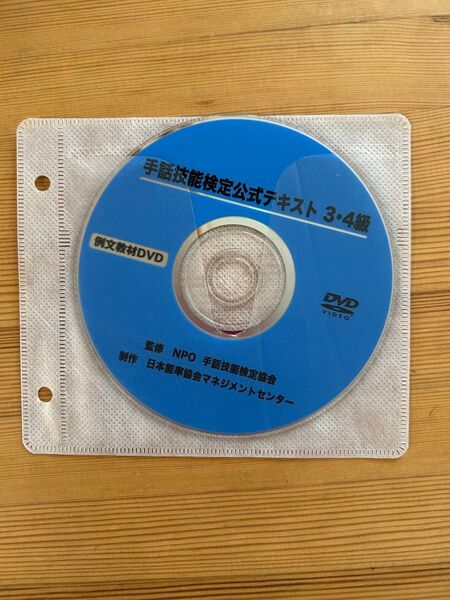 手話技能検定公式テキスト 3・4級
例文教材DVD
DVD
VIDEO
監修 NPO 手話技能検定協会
制作 日本能率協会マネジメントセンター